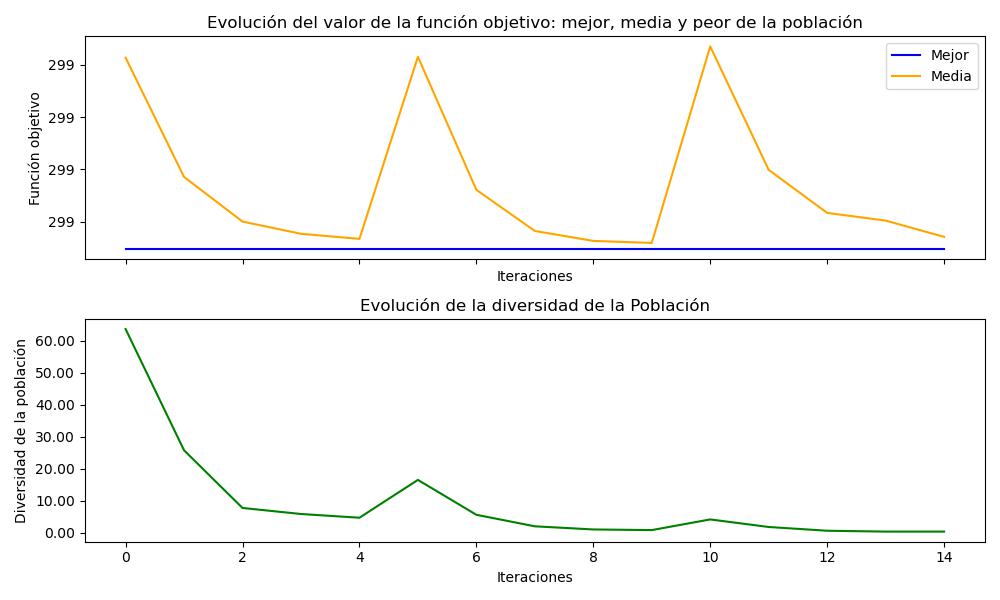 Evolución del valor de la función objetivo: mejor, media y peor de la población
Mejor
Media
299
299
299
299
Función objetivo
Iteraciones
Evolución de la diversidad de la Población
60.00
50.00
40.00
30.00
20.00
10.00
0.00
Diversidad de la población
0 2 4 6 8 10 12 14
Iteraciones